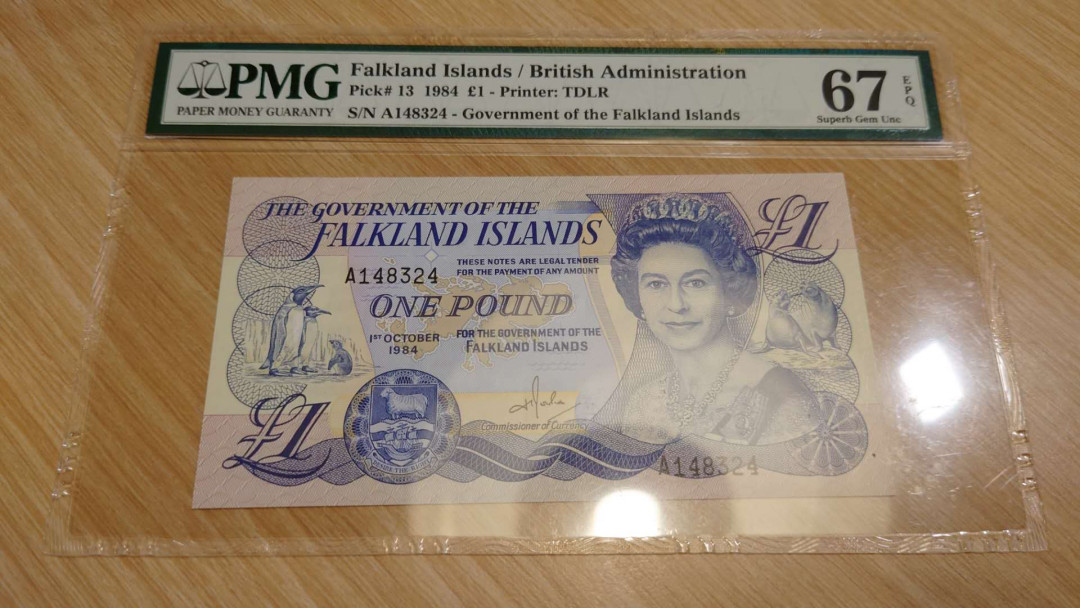 PMG
PAPER MONEY GUARANTY
Falkland Islands / British Administration
Pick# 13 1984 £1 - Printer: TDLR
S/N A148324 - Government of the Falkland Islands
67
EPQ
Superb Gem Unc
THE GOVERNMENT OF THE
FALKLAND ISLANDS
£1
THESE NOTES ARE LEGAL TENDER
FOR THE PAYMENT OF ANY AMOUNT
A148324
ONE POUND
1ST OCTOBER
1984
FOR THE GOVERNMENT OF THE
FALKLAND ISLANDS
£1
Commissioner of Currency
A148324